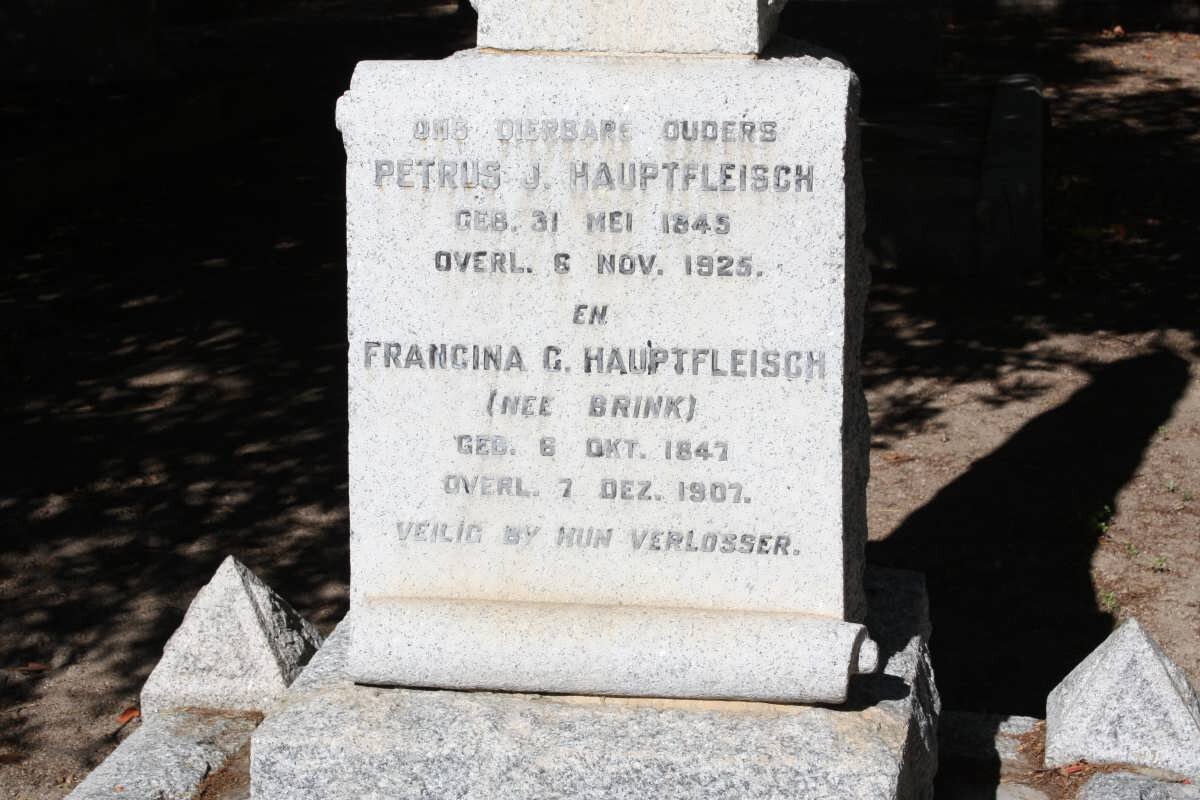 ONS DIERBARE OUDERS
PETRUS J. HAUPTFLEISCH
GEB. 31 MEI 1845
OVERL. 6 NOV. 1925.
EN
FRANCINA C. HAUPTFLEISCH
(NEE BRINK)
GEB. 6 OKT. 1847
OVERL. 7 DEZ. 1907.
VEILIG BY HUN VERLOSSER.